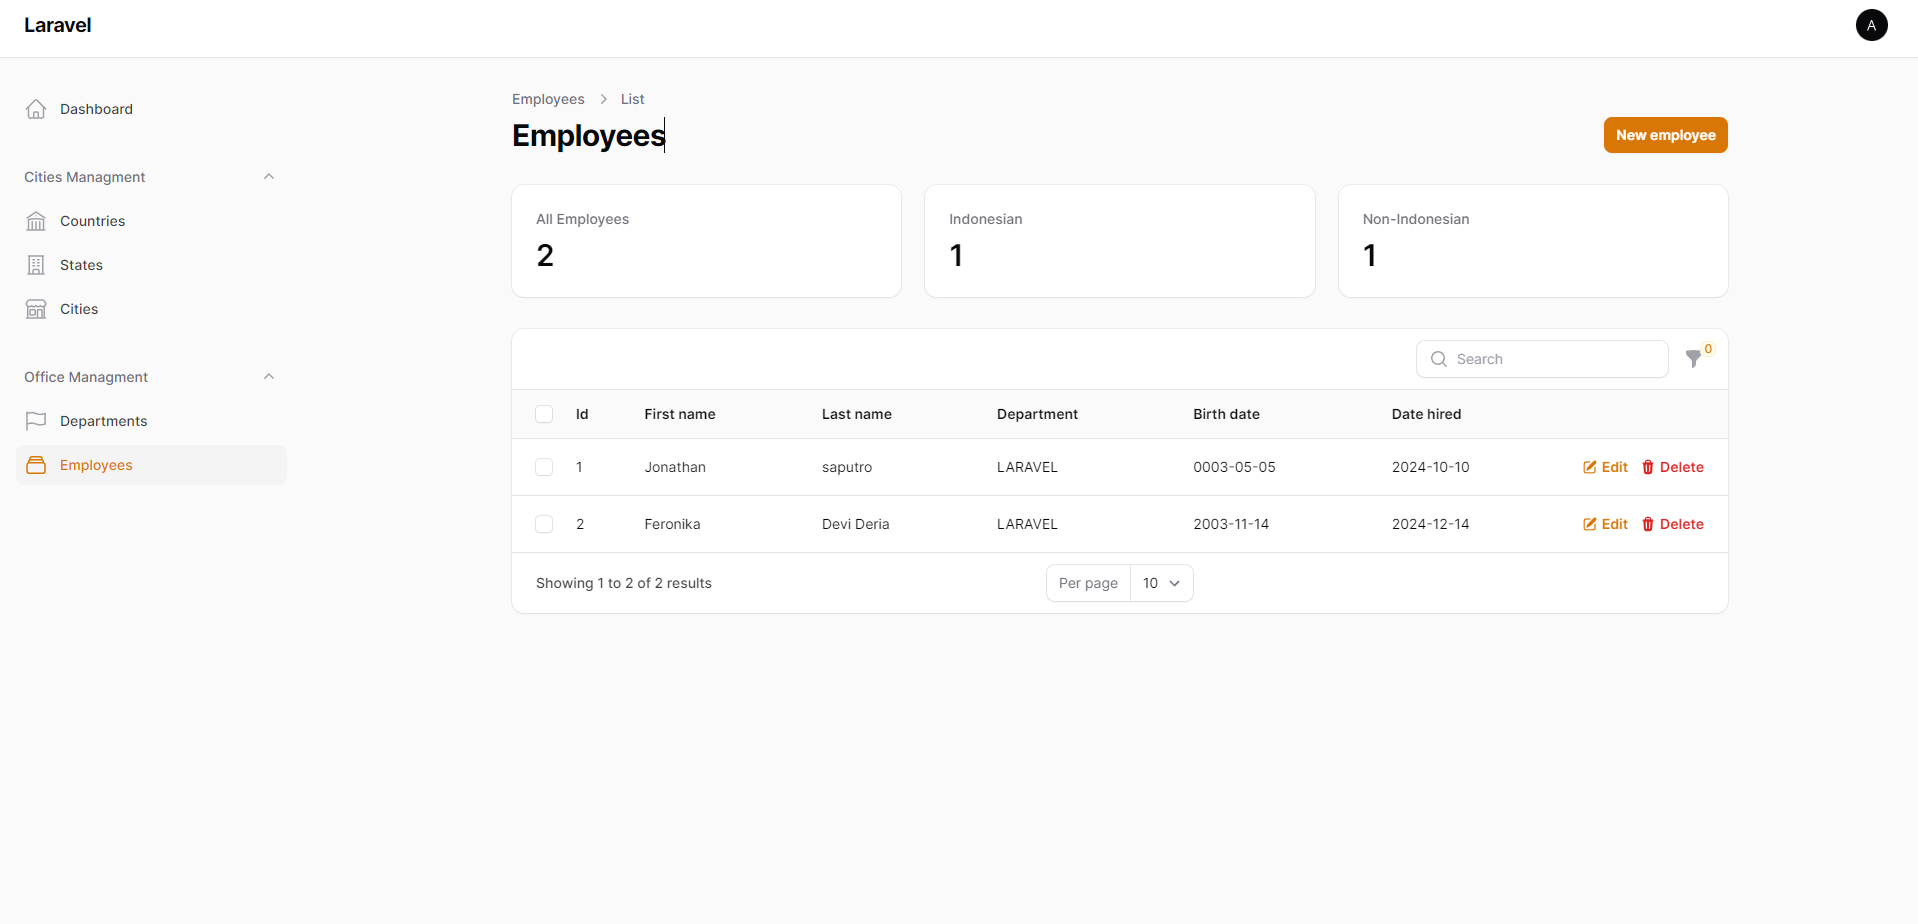 Laravel
A
Dashboard
Cities Managment
Countries
States
Cities
Office Managment
Departments
Employees
Employees > List
Employees
New employee
All Employees
2
Indonesian
1
Non-Indonesian
1
Search
0
Id First name Last name Department Birth date Date hired
1 Jonathan saputro LARAVEL 0003-05-05 2024-10-10 Edit Delete
2 Feronika Devi Deria LARAVEL 2003-11-14 2024-12-14 Edit Delete
Showing 1 to 2 of 2 results Per page 10